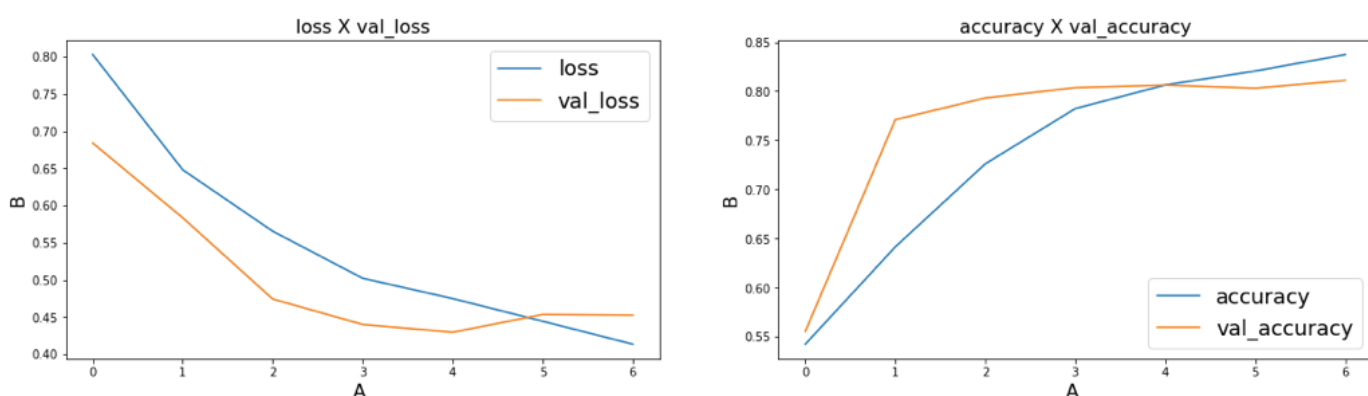 loss X val_loss
0.80
0.75
0.70
0.65
0.60
0.55
0.50
0.45
0.40
B
loss
val_loss
0 1 2 3 4 5 6
A
accuracy X val_accuracy
0.85
0.80
0.75
0.70
0.65
0.60
0.55
B
accuracy
val_accuracy
0 1 2 3 4 5 6
A